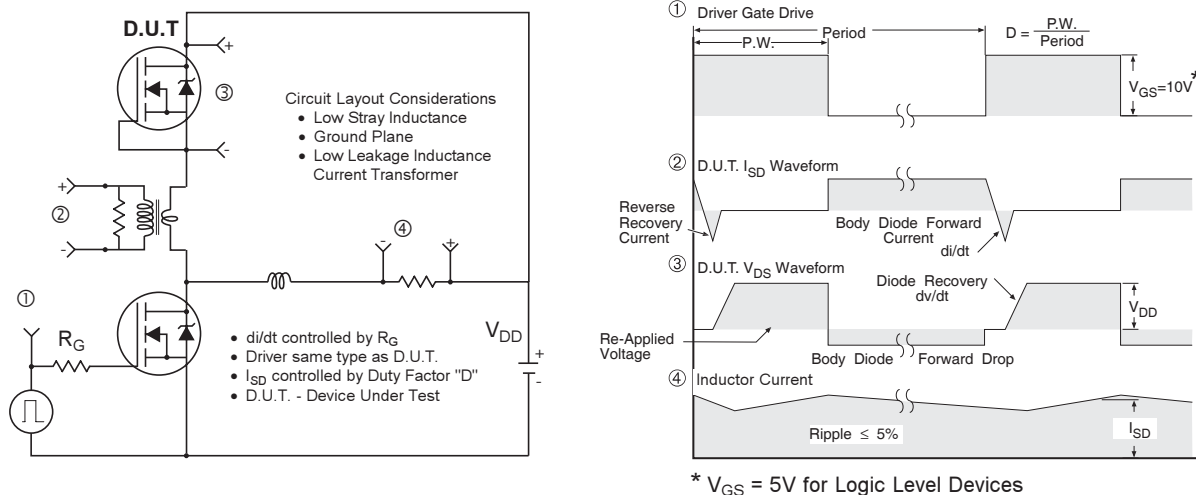 D.U.T
+
③
-
Circuit Layout Considerations
• Low Stray Inductance
• Ground Plane
• Low Leakage Inductance
Current Transformer
+
②
-
④
- +
①
R_G
• di/dt controlled by R_G
• Driver same type as D.U.T.
• I_SD controlled by Duty Factor "D"
• D.U.T. - Device Under Test
V_DD
+
-
① Driver Gate Drive
P.W.
Period
D = P.W. / Period
V_GS=10V *
② D.U.T. I_SD Waveform
Reverse
Recovery
Current
Body Diode Forward
Current
di/dt
③ D.U.T. V_DS Waveform
Diode Recovery
dv/dt
V_DD
Re-Applied
Voltage
Body Diode Forward Drop
④ Inductor Current
Ripple ≤ 5%
I_SD
* V_GS = 5V for Logic Level Devices